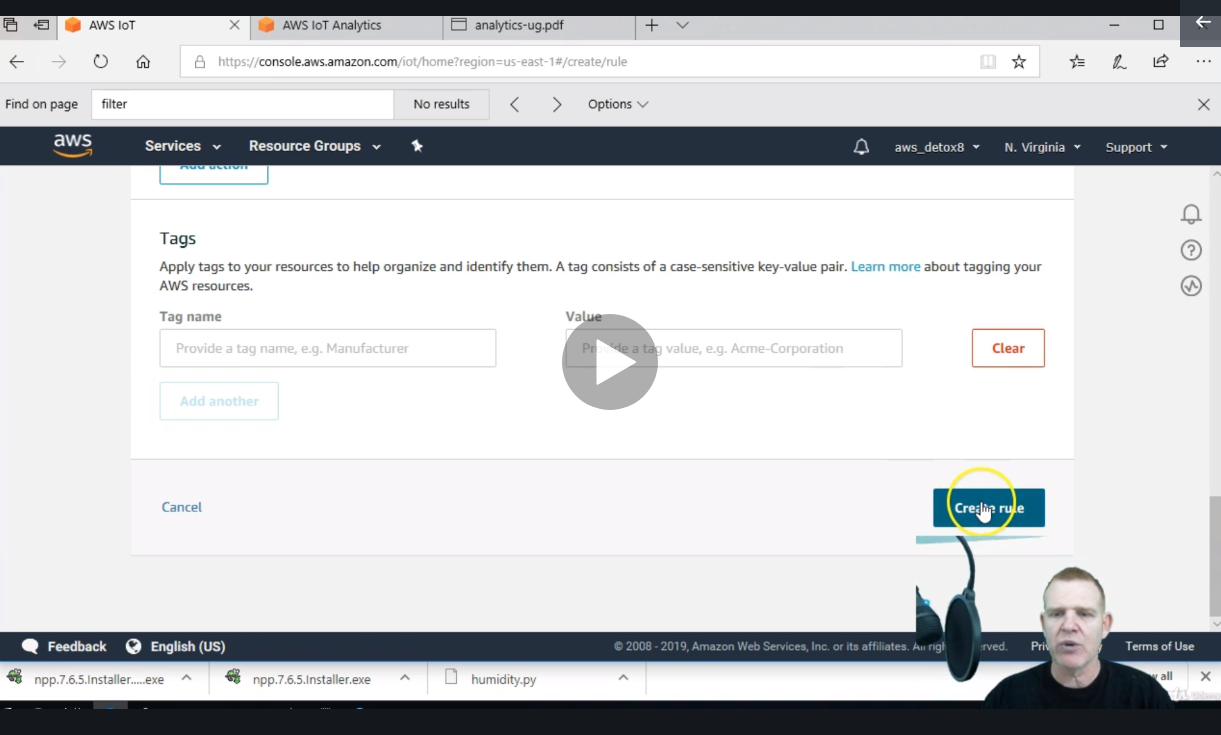 AWS IoT
AWS IoT Analytics
analytics-ug.pdf
https://console.aws.amazon.com/iot/home?region=us-east-1#/create/rule
Find on page
filter
No results
Options
aws
Services
Resource Groups
aws_detox8
N. Virginia
Support
Add action
Tags
Apply tags to your resources to help organize and identify them. A tag consists of a case-sensitive key-value pair. Learn more about tagging your
AWS resources.
Tag name
Value
Provide a tag name, e.g. Manufacturer
Provide a tag value, e.g. Acme-Corporation
Clear
Add another
Cancel
Create rule
Feedback
English (US)
© 2008 - 2019, Amazon Web Services, Inc. or its affiliates. All
Terms of Use
npp.7.6.5.Installer.....exe
npp.7.6.5.Installer.exe
humidity.py
all